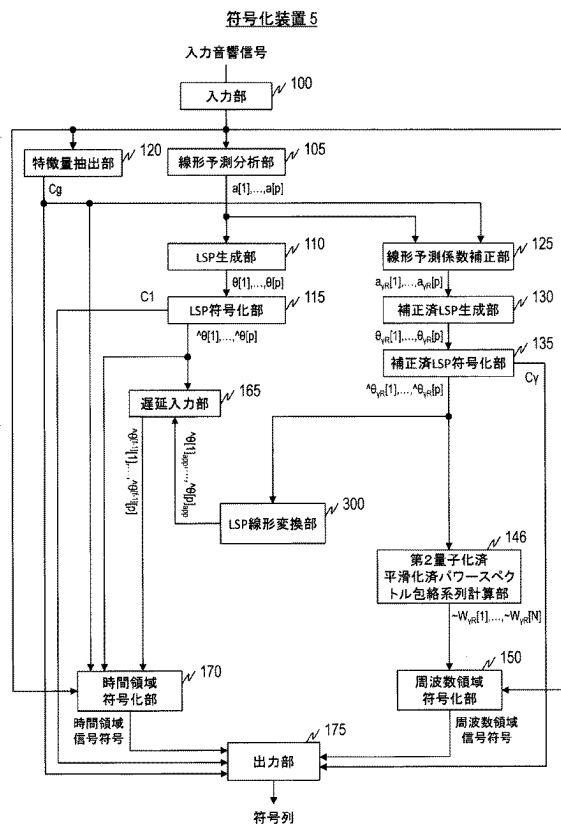 符号化装置5
入力音響信号
100
入力部
120
特徴量抽出部
105
線形予測分析部
Cg
a[1],...,a[p]
110
LSP生成部
125
線形予測係数補正部
θ[1],...,θ[p]
aγR[1],...,aγR[p]
C1
115
LSP符号化部
130
補正済LSP生成部
^θ[1],...,^θ[p]
θγR[1],...,θγR[p]
135
補正済LSP符号化部
Cγ
165
遅延入力部
^θγR[1],...,^θγR[p]
^θ[1]app,...,^θ[p]app
300
LSP線形変換部
146
第2量子化済
平滑化済パワースペク
トル包絡系列計算部
~WγR[1],...,~WγR[N]
170
時間領域
符号化部
150
周波数領域
符号化部
時間領域
信号符号
周波数領域
信号符号
175
出力部
符号列